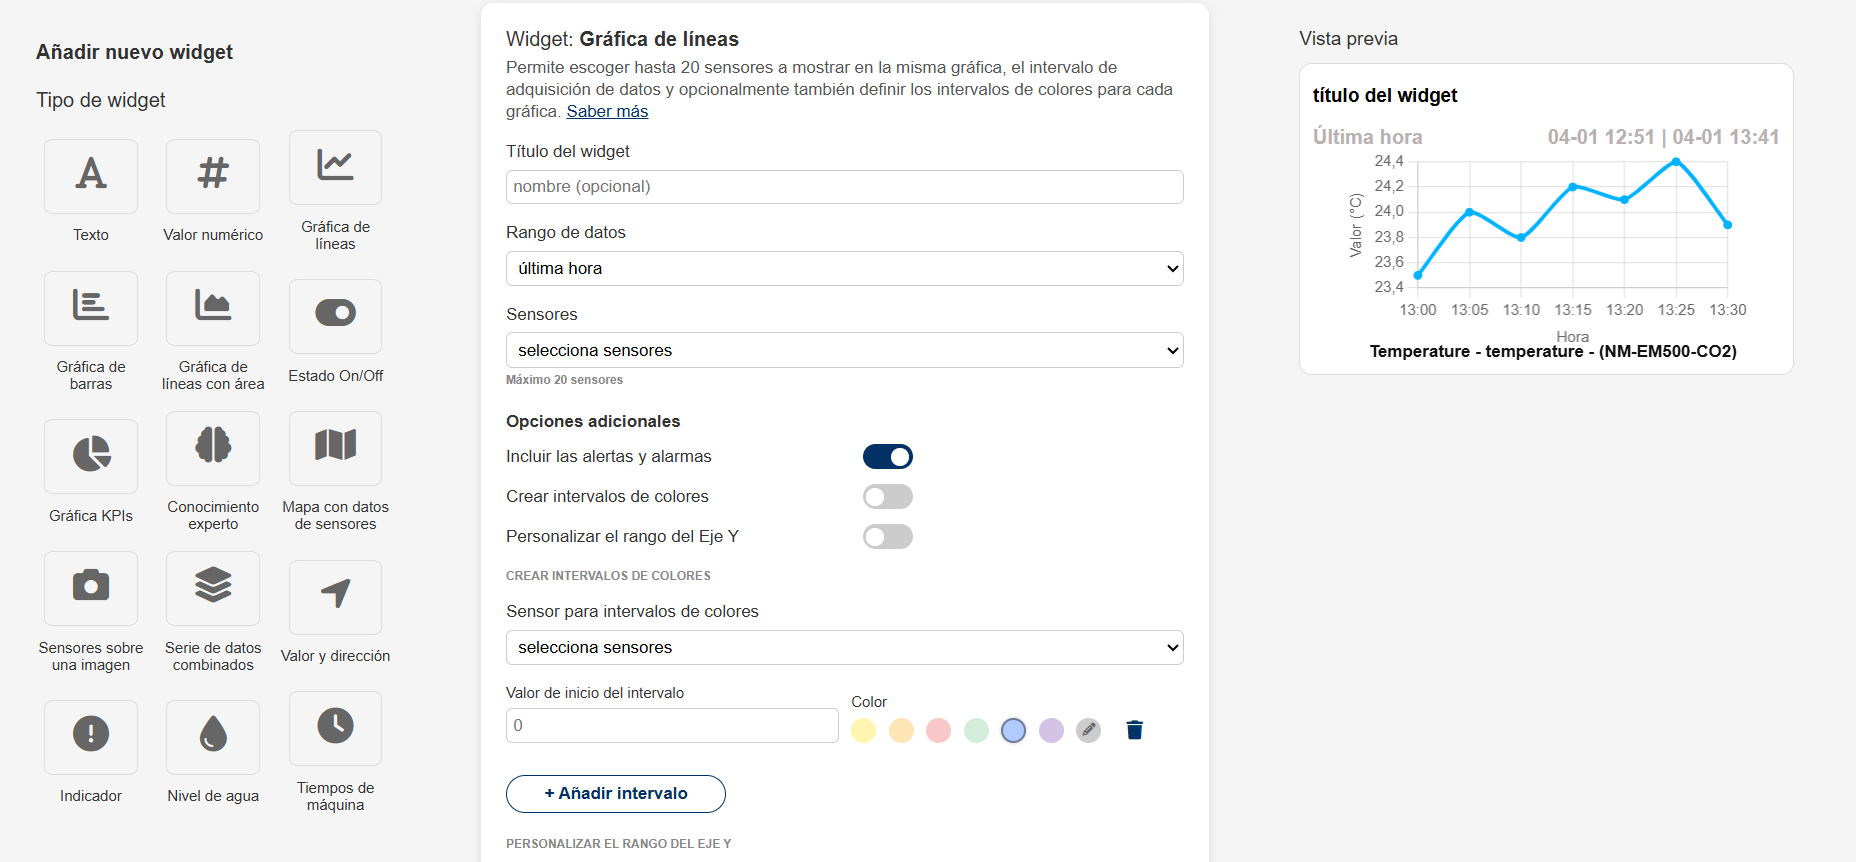 Añadir nuevo widget
Tipo de widget
Texto
Valor numérico
Gráfica de
líneas
Gráfica de
barras
Gráfica de
líneas con área
Estado On/Off
Gráfica KPIs
Conocimiento
experto
Mapa con datos
de sensores
Sensores sobre
una imagen
Serie de datos
combinados
Valor y dirección
Indicador
Nivel de agua
Tiempos de
máquina
Widget: Gráfica de líneas
Permite escoger hasta 20 sensores a mostrar en la misma gráfica, el intervalo de
adquisición de datos y opcionalmente también definir los intervalos de colores para cada
gráfica. Saber más
Título del widget
nombre (opcional)
Rango de datos
última hora
Sensores
selecciona sensores
Máximo 20 sensores
Opciones adicionales
Incluir las alertas y alarmas
Crear intervalos de colores
Personalizar el rango del Eje Y
CREAR INTERVALOS DE COLORES
Sensor para intervalos de colores
selecciona sensores
Valor de inicio del intervalo
0
Color
+ Añadir intervalo
PERSONALIZAR EL RANGO DEL EJE Y
Vista previa
título del widget
Última hora 04-01 12:51 | 04-01 13:41
Valor (°C)
24,4
24,2
24,0
23,8
23,6
23,4
13:00 13:05 13:10 13:15 13:20 13:25 13:30
Hora
Temperature - temperature - (NM-EM500-CO2)